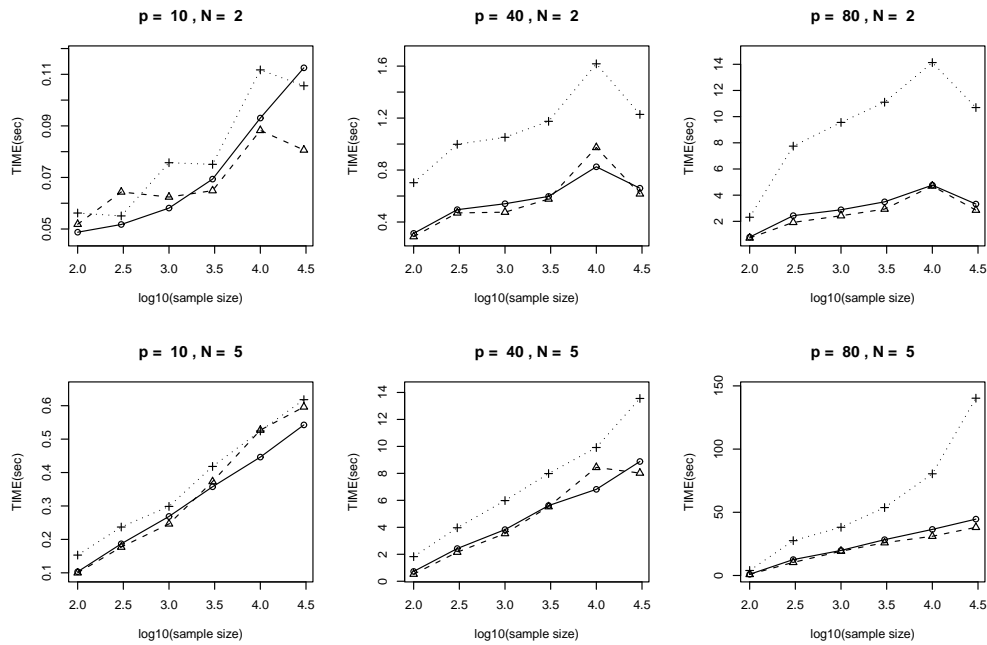 p = 10 , N = 2
TIME(sec)
0.11
0.09
0.07
0.05
2.0 2.5 3.0 3.5 4.0 4.5
log10(sample size)
p = 40 , N = 2
TIME(sec)
1.6
1.2
0.8
0.4
2.0 2.5 3.0 3.5 4.0 4.5
log10(sample size)
p = 80 , N = 2
TIME(sec)
14
12
10
8
6
4
2
2.0 2.5 3.0 3.5 4.0 4.5
log10(sample size)
p = 10 , N = 5
TIME(sec)
0.6
0.5
0.4
0.3
0.2
0.1
2.0 2.5 3.0 3.5 4.0 4.5
log10(sample size)
p = 40 , N = 5
TIME(sec)
14
12
10
8
6
4
2
0
2.0 2.5 3.0 3.5 4.0 4.5
log10(sample size)
p = 80 , N = 5
TIME(sec)
150
100
50
0
2.0 2.5 3.0 3.5 4.0 4.5
log10(sample size)